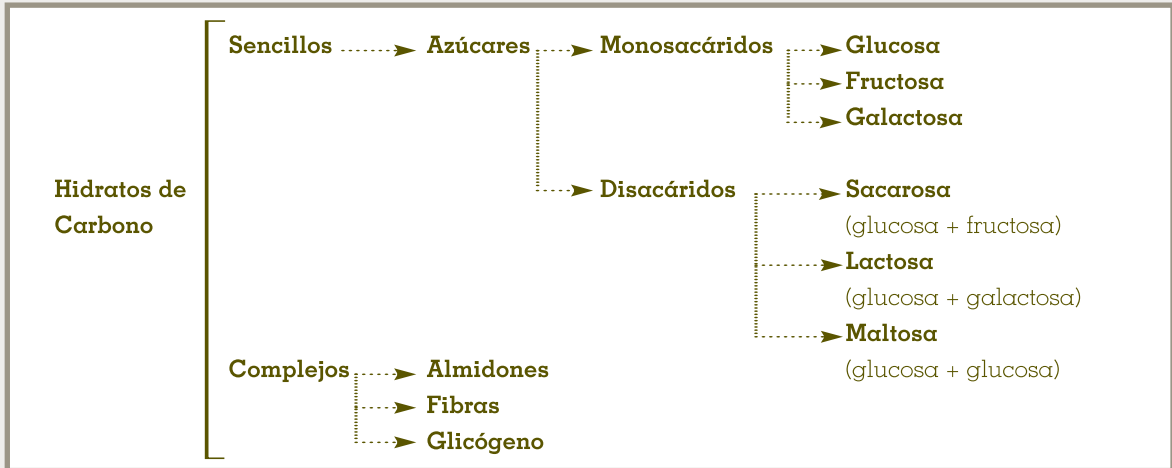 Sencillos
Azúcares
Monosacáridos
Glucosa
Fructosa
Galactosa
Hidratos de
Carbono
Disacáridos
Sacarosa
(glucosa + fructosa)
Lactosa
(glucosa + galactosa)
Maltosa
(glucosa + glucosa)
Complejos
Almidones
Fibras
Glicógeno